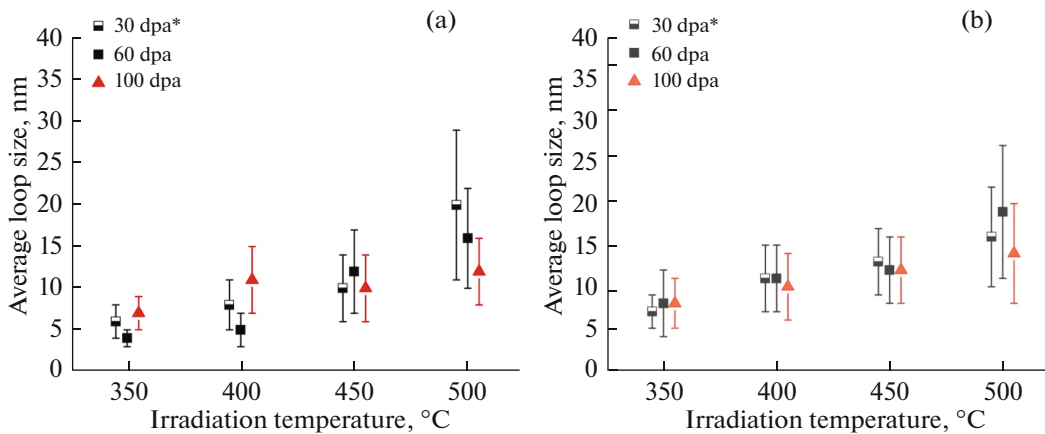 (a)
30 dpa*
60 dpa
100 dpa
Average loop size, nm
40
35
30
25
20
15
10
5
0
350
400
450
500
Irradiation temperature, °C
(b)
30 dpa*
60 dpa
100 dpa
Average loop size, nm
40
35
30
25
20
15
10
5
0
350
400
450
500
Irradiation temperature, °C